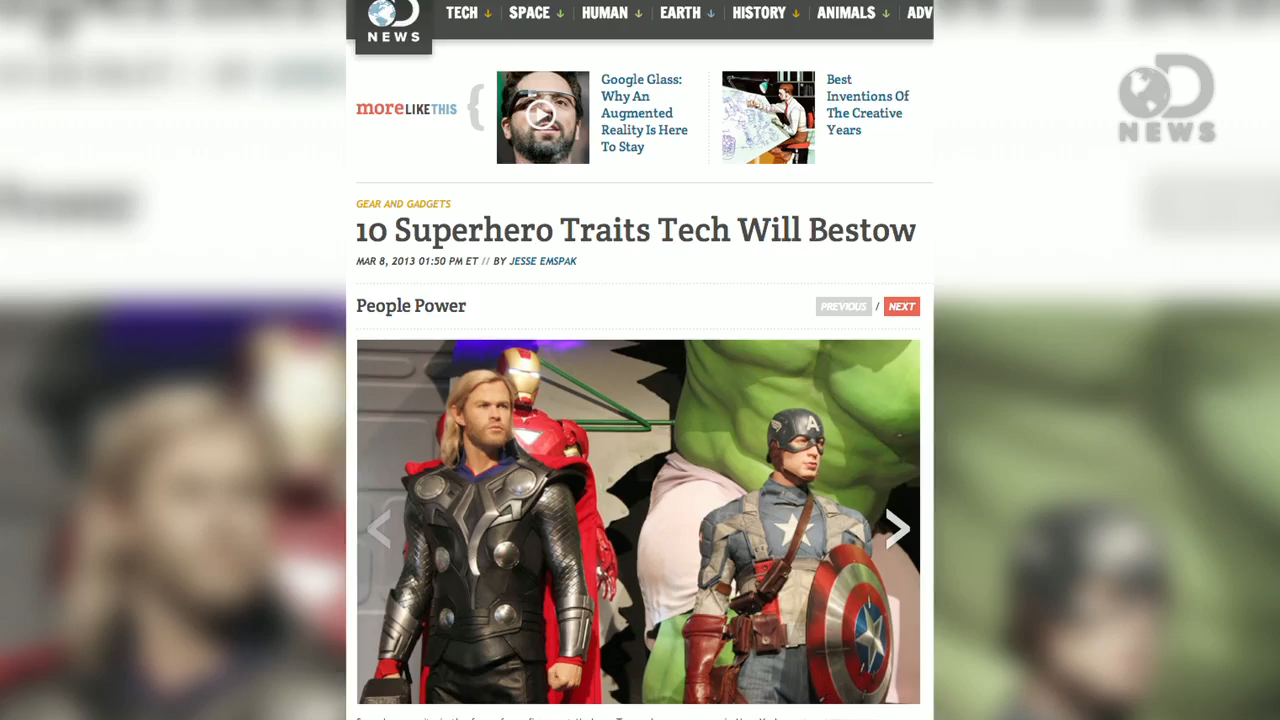 TECH SPACE HUMAN EARTH HISTORY ANIMALS ADV
NEWS
moreLIKETHIS
Google Glass:
Why An
Augmented
Reality Is Here
To Stay
Best
Inventions Of
The Creative
Years
NEWS
GEAR AND GADGETS
10 Superhero Traits Tech Will Bestow
MAR 8, 2013 01:50 PM ET // BY JESSE EMSPAK
People Power
PREVIOUS / NEXT
A